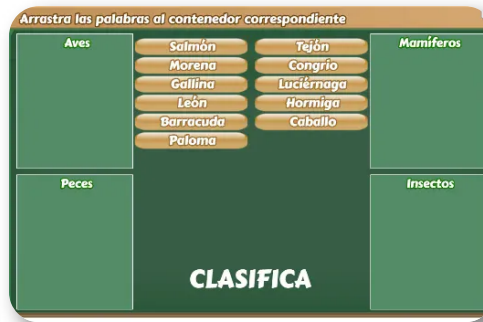 Arrastra las palabras al contenedor correspondiente
Aves
Salmón
Tejón
Mamíferos
Morena
Congrio
Gallina
Luciérnaga
León
Hormiga
Barracuda
Caballo
Paloma
Peces
Insectos
CLASIFICA